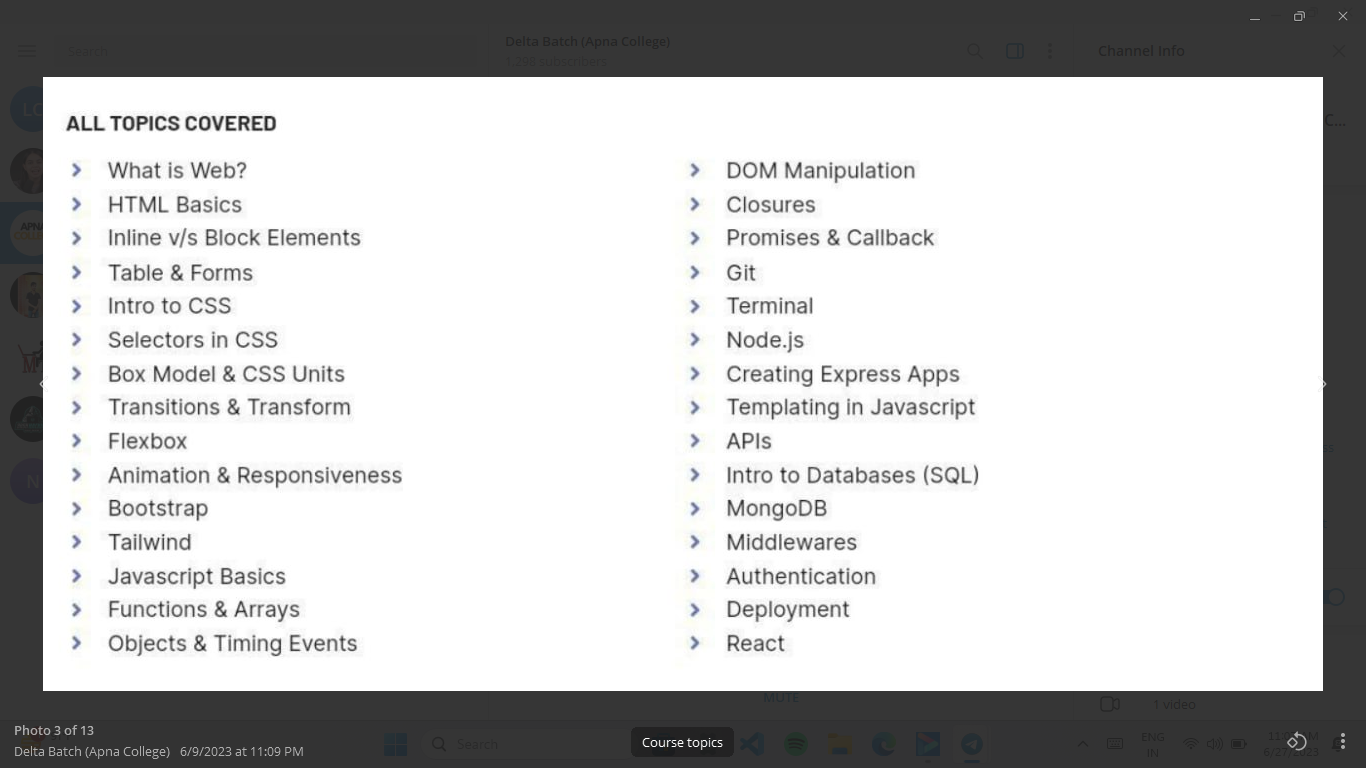 Search
Delta Batch (Apna College)
Channel Info
ALL TOPICS COVERED
What is Web?
HTML Basics
Inline v/s Block Elements
Table & Forms
Intro to CSS
Selectors in CSS
Box Model & CSS Units
Transitions & Transform
Flexbox
Animation & Responsiveness
Bootstrap
Tailwind
Javascript Basics
Functions & Arrays
Objects & Timing Events
DOM Manipulation
Closures
Promises & Callback
Git
Terminal
Node.js
Creating Express Apps
Templating in Javascript
APIs
Intro to Databases (SQL)
MongoDB
Middlewares
Authentication
Deployment
React
MUTE
1 video
Photo 3 of 13
Delta Batch (Apna College) 6/9/2023 at 11:09 PM
Search
Course topics
ENG
IN